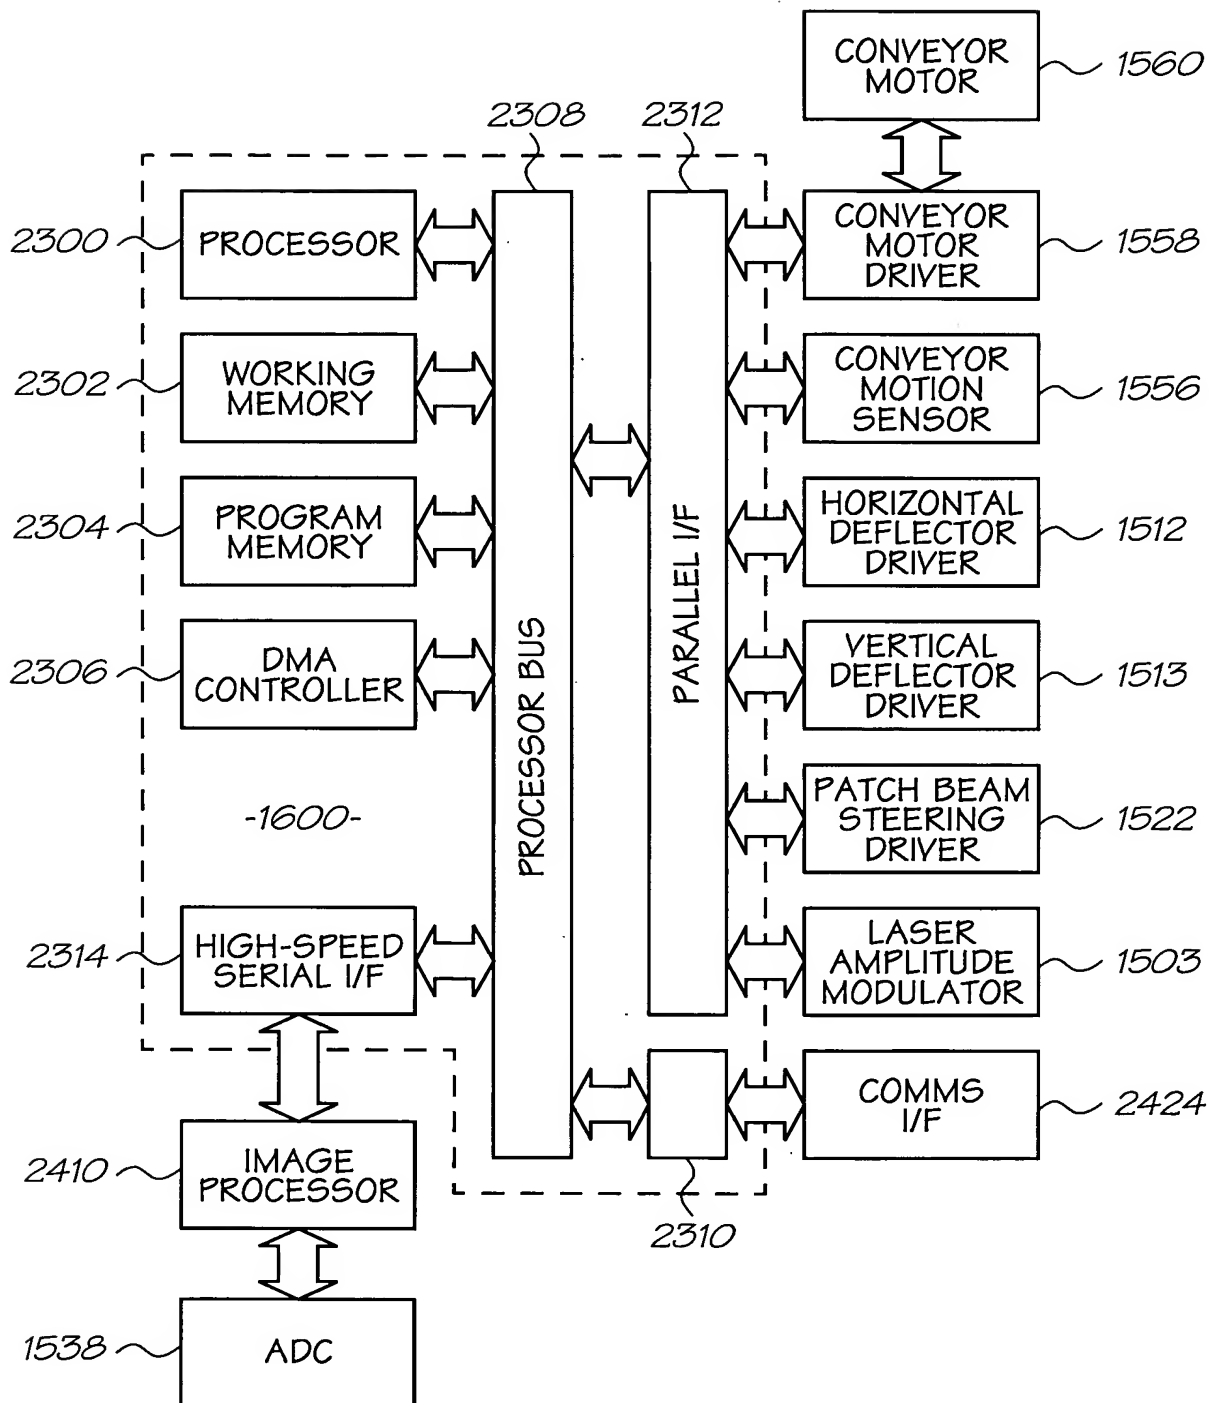 CONVEYOR
MOTOR
1560
2308
2312
2300
PROCESSOR
CONVEYOR
MOTOR
DRIVER
1558
2302
WORKING
MEMORY
CONVEYOR
MOTION
SENSOR
1556
2304
PROGRAM
MEMORY
HORIZONTAL
DEFLECTOR
DRIVER
1512
2306
DMA
CONTROLLER
PROCESSOR BUS
PARALLEL I/F
VERTICAL
DEFLECTOR
DRIVER
1513
-1600-
PATCH BEAM
STEERING
DRIVER
1522
2314
HIGH-SPEED
SERIAL I/F
LASER
AMPLITUDE
MODULATOR
1503
COMMS
I/F
2424
2410
IMAGE
PROCESSOR
2310
1538
ADC